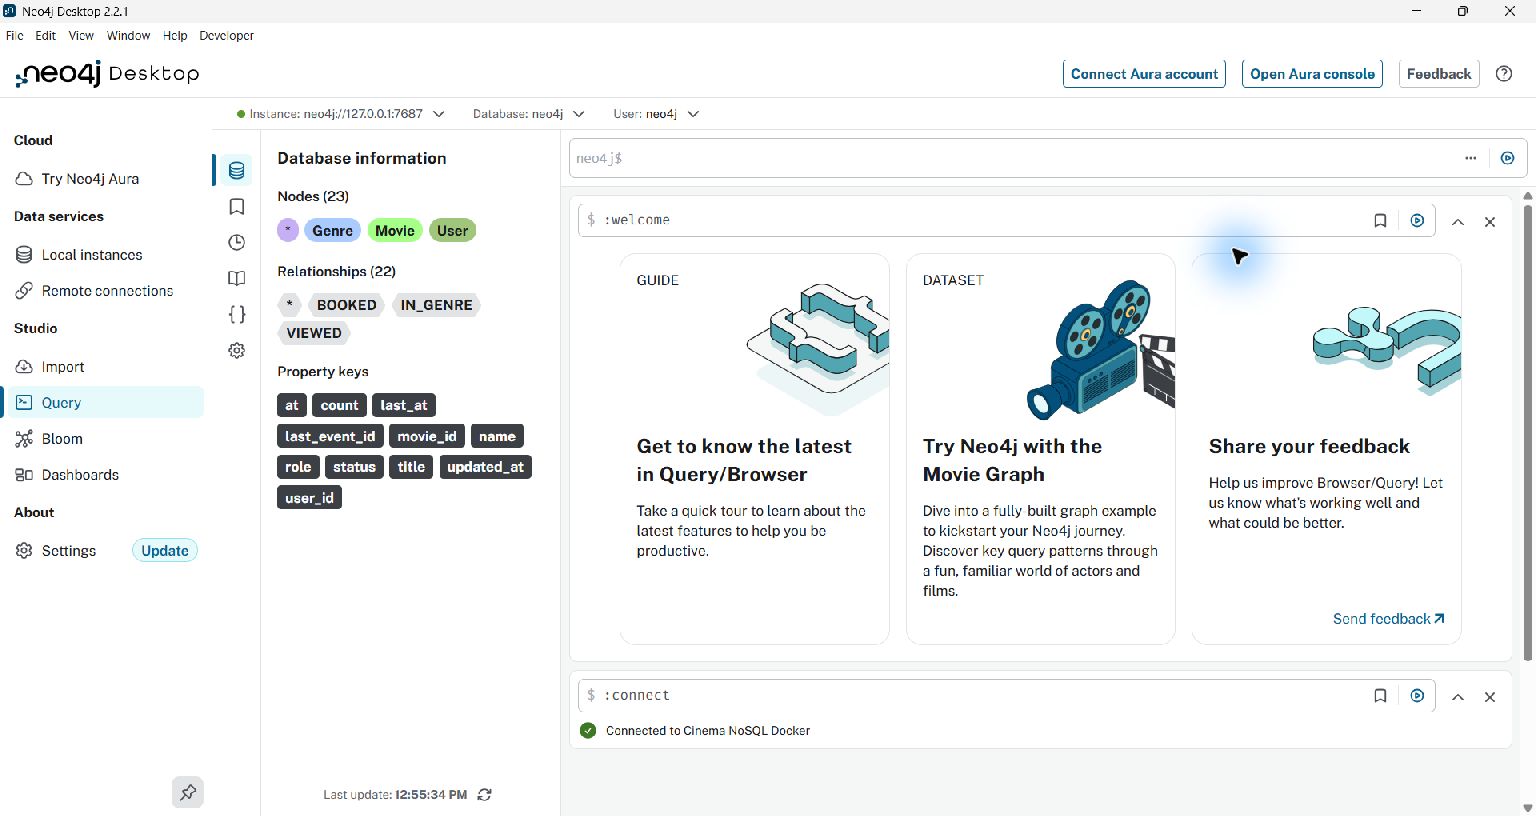 Neo4j Desktop 2.2.1
File Edit View Window Help Developer
neo4j Desktop
Connect Aura account
Open Aura console
Feedback
Instance: neo4j://127.0.0.1:7687
Database: neo4j
User: neo4j
Cloud
Try Neo4j Aura
Data services
Local instances
Remote connections
Studio
Import
Query
Bloom
Dashboards
About
Settings
Update
Database information
Nodes (23)
* Genre Movie User
Relationships (22)
* BOOKED IN_GENRE
VIEWED
Property keys
at count last_at
last_event_id movie_id name
role status title updated_at
user_id
Last update: 12:55:34 PM
neo4j$
$ :welcome
GUIDE
Get to know the latest
in Query/Browser
Take a quick tour to learn about the
latest features to help you be
productive.
DATASET
Try Neo4j with the
Movie Graph
Dive into a fully-built graph example
to kickstart your Neo4j journey.
Discover key query patterns through
a fun, familiar world of actors and
films.
Share your feedback
Help us improve Browser/Query! Let
us know what's working well and
what could be better.
Send feedback
$ :connect
Connected to Cinema NoSQL Docker